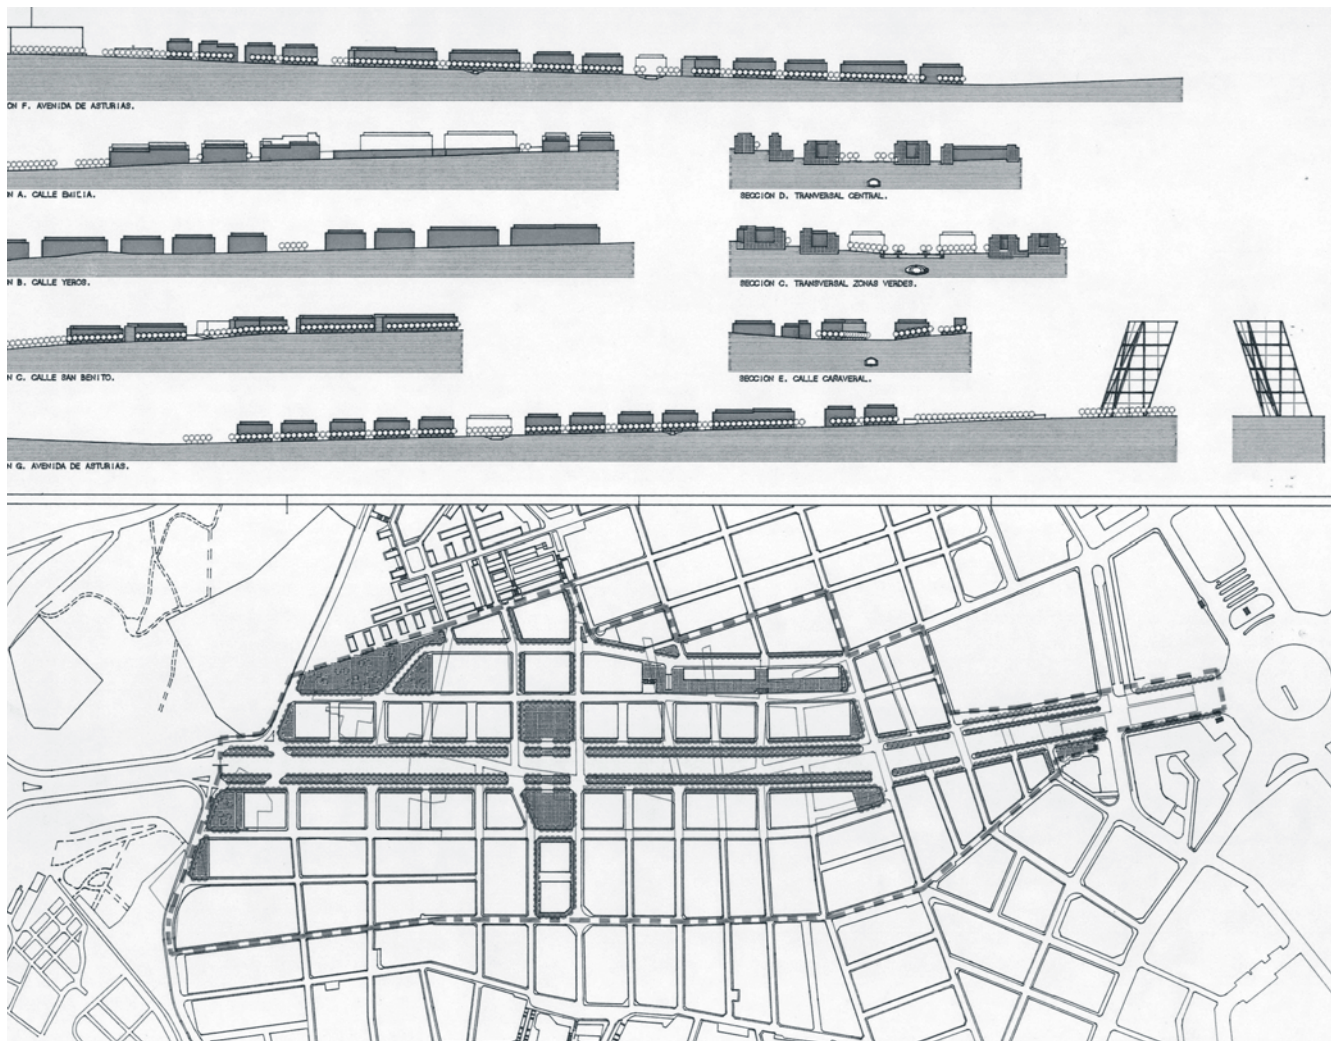 ON F. AVENIDA DE ASTURIAS.
N A. CALLE EMILIA.
SECCION D. TRANVERSAL CENTRAL.
N B. CALLE YEROS.
SECCION C. TRANSVERSAL ZONAS VERDES.
N C. CALLE SAN BENITO.
SECCION E. CALLE CAÑAVERAL.
N G. AVENIDA DE ASTURIAS.